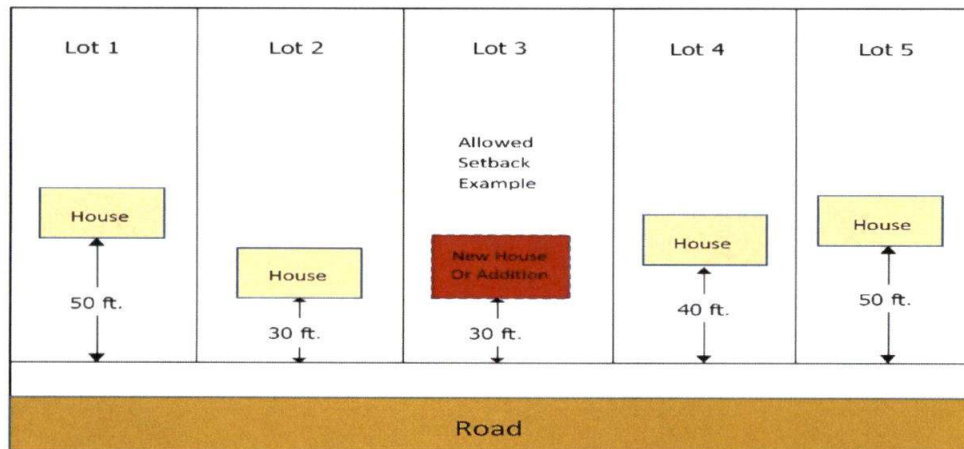 Lot 1
Lot 2
Lot 3
Lot 4
Lot 5
Allowed
Setback
Example
House
House
New House
Or Addition
House
House
50 ft.
30 ft.
30 ft.
40 ft.
50 ft.
Road